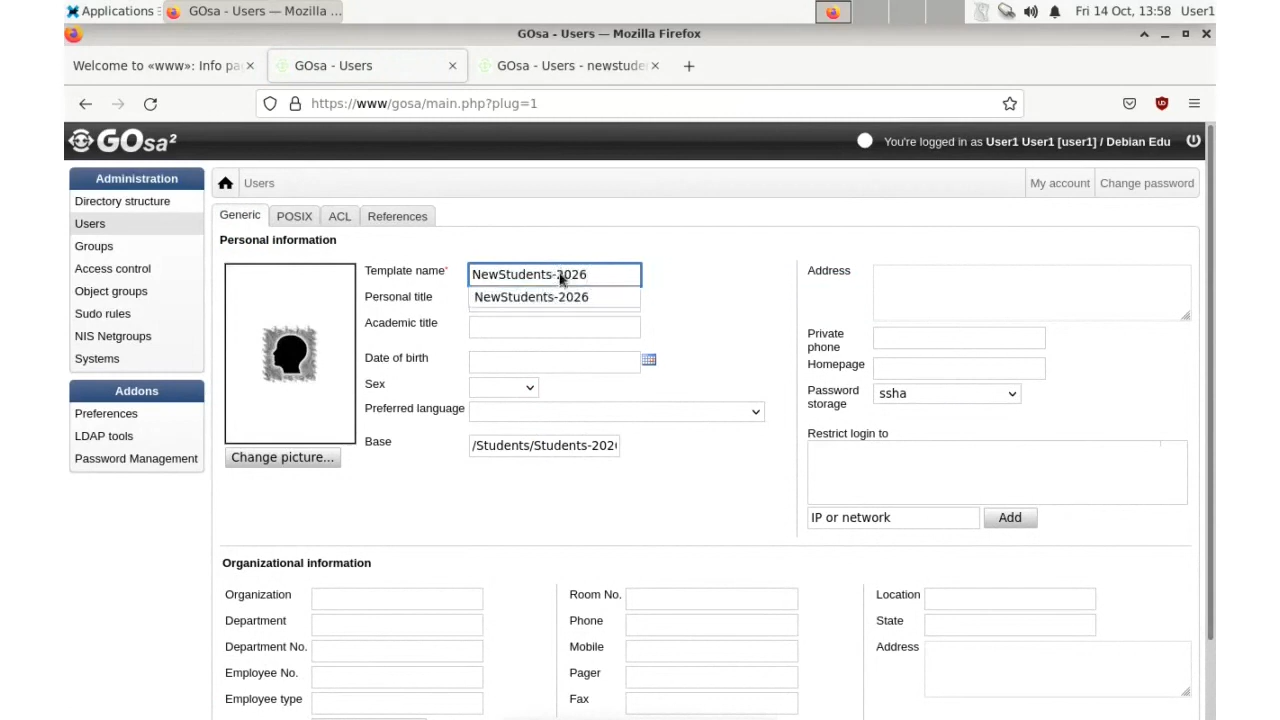 Applications
GOsa - Users — Mozilla ...
Fri 14 Oct, 13:58
User1
GOsa - Users — Mozilla Firefox
Welcome to «www»: Info pa
GOsa - Users
GOsa - Users - newstude
https://www/gosa/main.php?plug=1
GOsa²
You're logged in as User1 User1 [user1] / Debian Edu
Administration
Directory structure
Users
Groups
Access control
Object groups
Sudo rules
NIS Netgroups
Systems
Addons
Preferences
LDAP tools
Password Management
Users
My account
Change password
Generic
POSIX
ACL
References
Personal information
Template name*
NewStudents-2026
Personal title
NewStudents-2026
Academic title
Date of birth
Sex
Preferred language
Base
/Students/Students-202
Change picture...
Address
Private
phone
Homepage
Password
storage
ssha
Restrict login to
IP or network
Add
Organizational information
Organization
Department
Department No.
Employee No.
Employee type
Room No.
Phone
Mobile
Pager
Fax
Location
State
Address